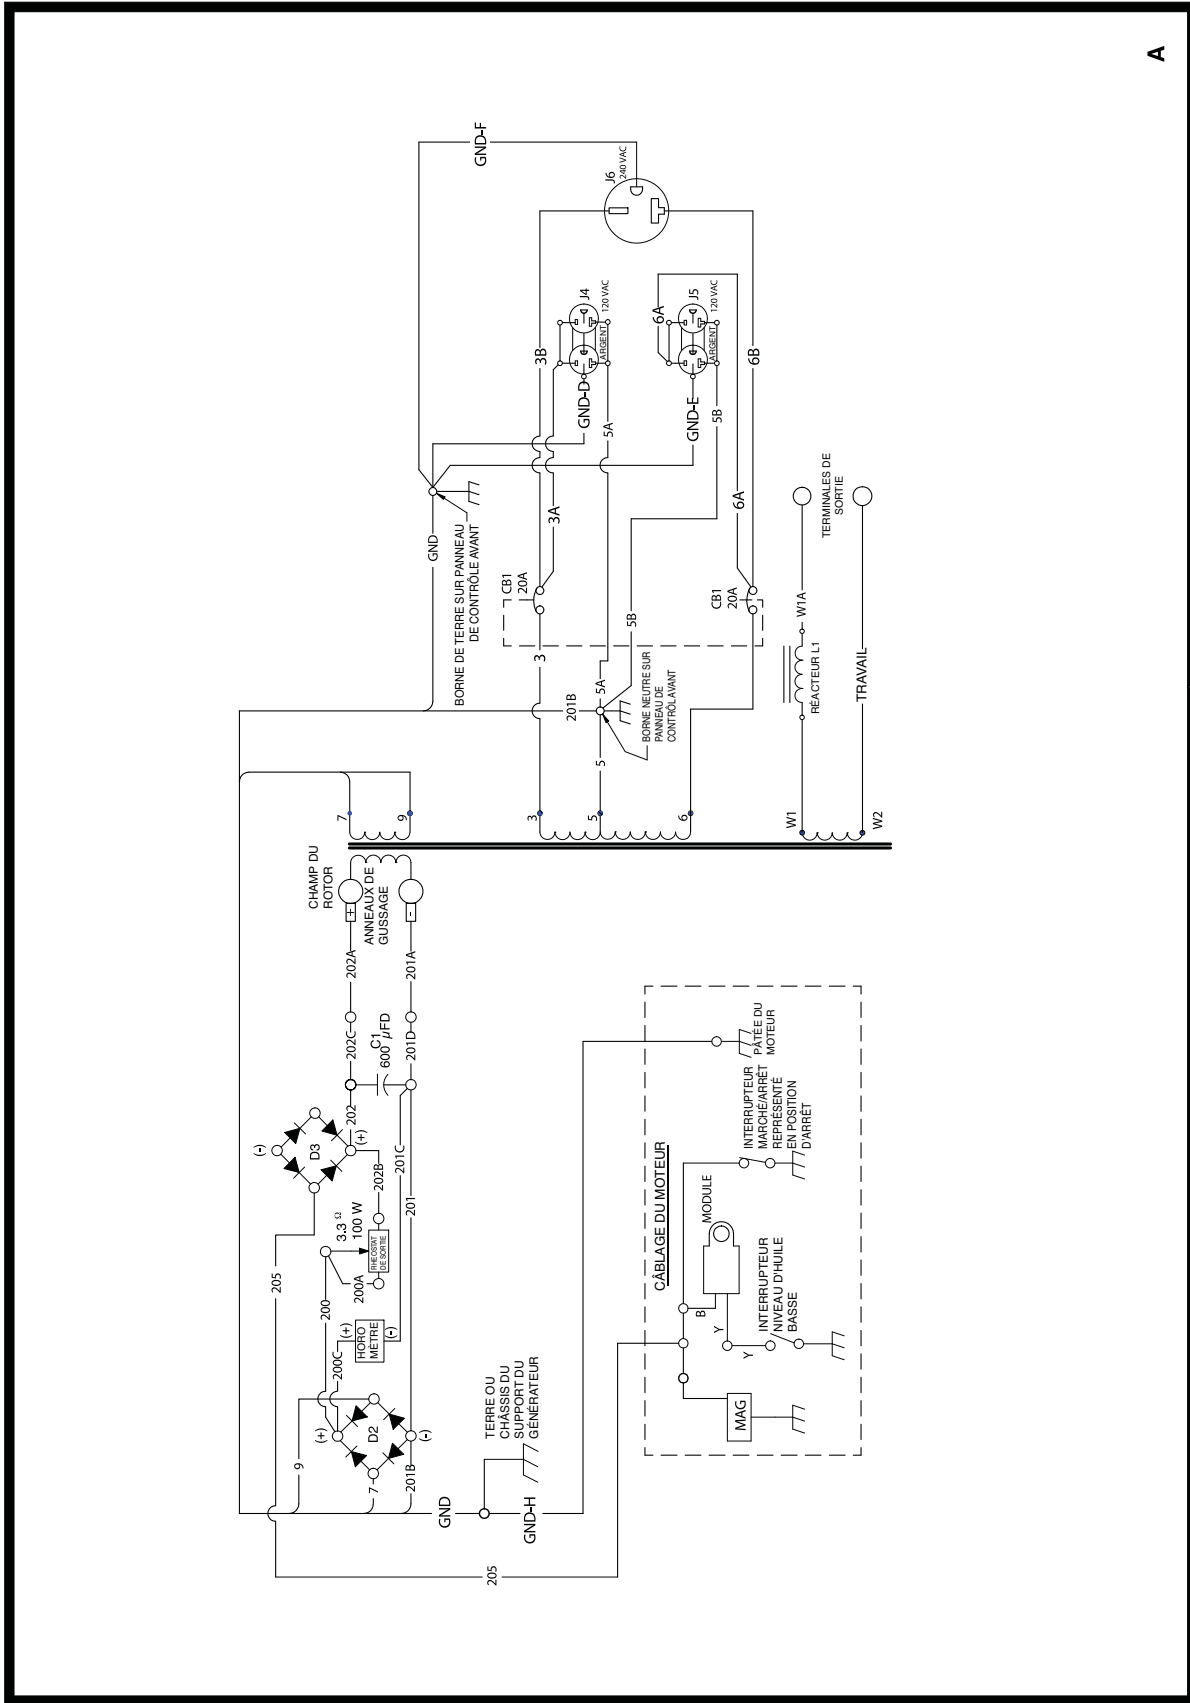 A
GND-F
J6
240 VAC
3B
6B
J4
120 VAC
ARGENT
GND-D
5A
6A
J5
120 VAC
ARGENT
GND-E
5B
GND
BORNE DE TERRE SUR PANNEAU
DE CONTRÔLE AVANT
3A
6A
CB1
20A
CB1
20A
3
5A
5B
201B
BORNE NEUTRE SUR
PANNEAU DE
CONTRÔL AVANT
5
TERMINALES DE
SORTIE
W1A
RÉACTEUR L1
TRAVAIL
7
9
3
5
6
W1
W2
CHAMP DU
ROTOR
ANNEAUX DE
GUSSAGE
+
-
202A
201A
202C
C1
600 µFD
201D
202
(+)
D3
(-)
202B
201C
201
3.3 Ω
100 W
RHEOSTAT
DE SORTIE
200A
200
205
HORO
MÈTRE
(+)
(-)
200C
(+)
D2
(-)
9
7
201B
GND
TERRE OU
CHÂSSIS DU
SUPPORT DU
GÉNÉRATEUR
GND-H
205
CÂBLAGE DU MOTEUR
PÂTÉE DU
MOTEUR
INTERRUPTEUR
MARCHE/ARRÊT
REPRÉSENTÉ
EN POSITION
D'ARRÊT
MODULE
B
Y
Y
INTERRUPTEUR
NIVEAU D'HUILE
BASSE
MAG